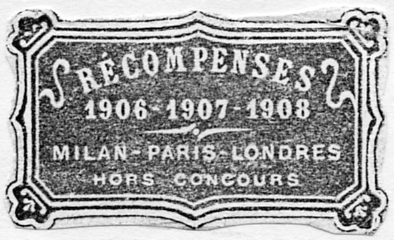 RÉCOMPENSES
1906-1907-1908
MILAN-PARIS-LONDRES
HORS CONCOURS